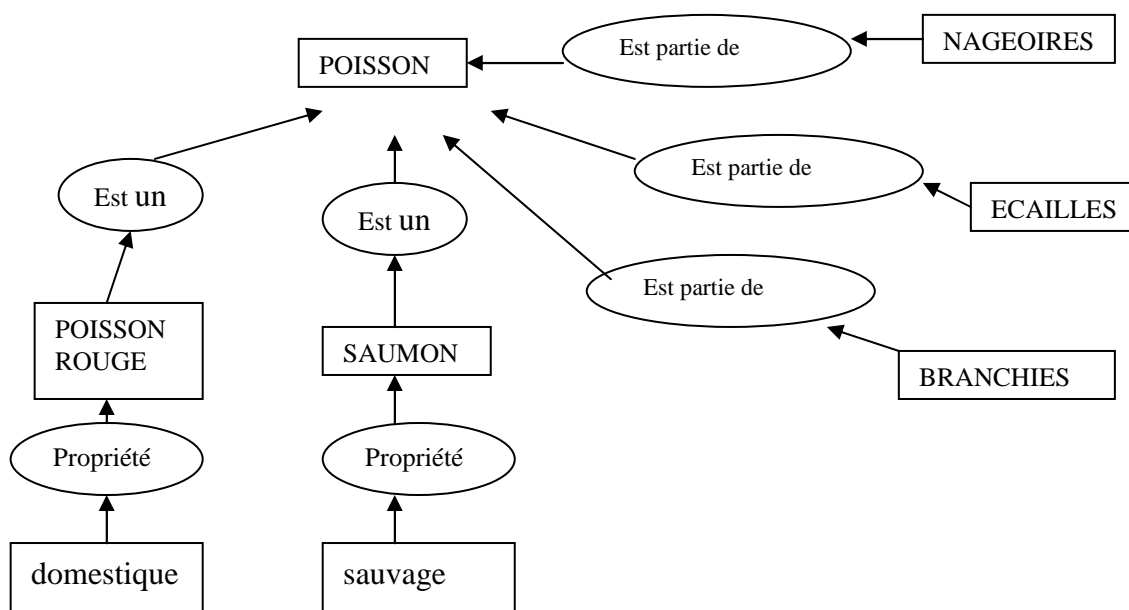 Est partie de
NAGEOIRES
POISSON
Est partie de
Est un
ECAILLES
Est un
Est partie de
POISSON
ROUGE
SAUMON
BRANCHIES
Propriété
Propriété
domestique
sauvage